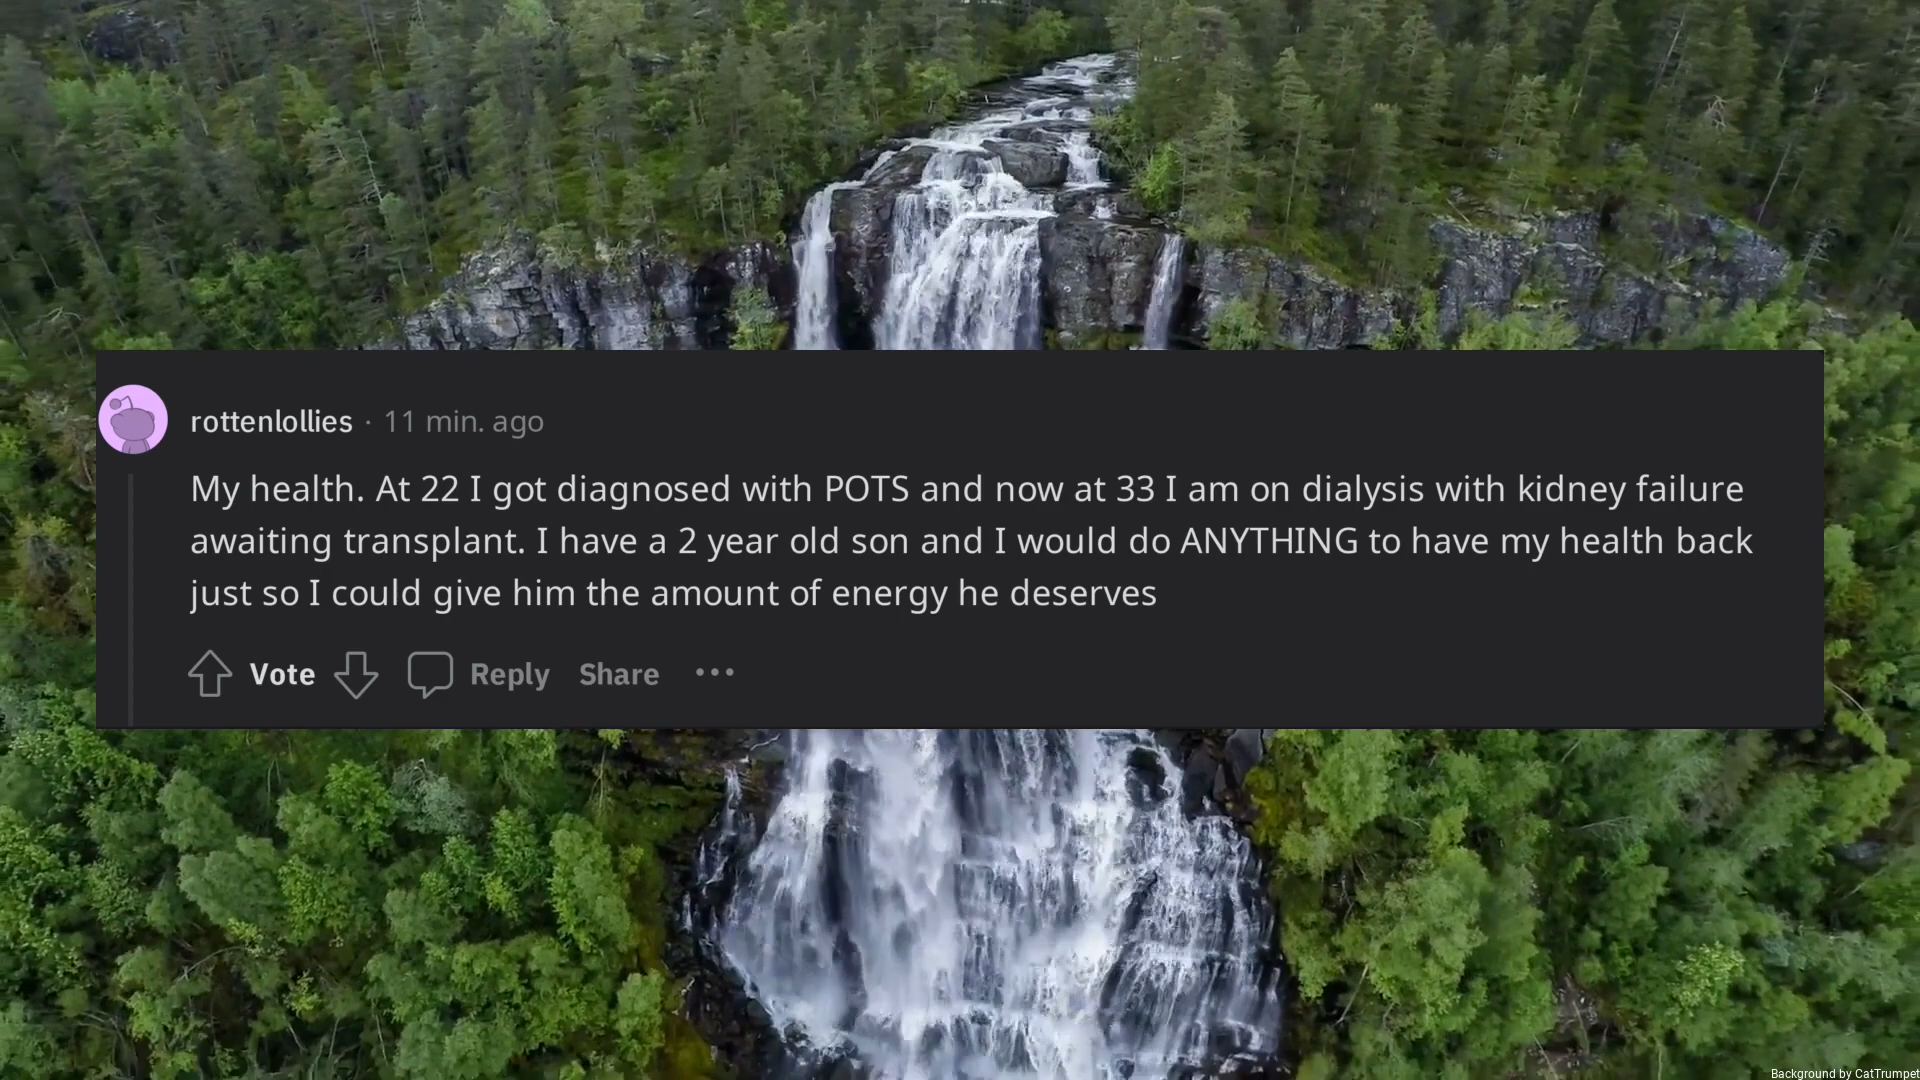 rottenlollies · 11 min. ago
My health. At 22 I got diagnosed with POTS and now at 33 I am on dialysis with kidney failure
awaiting transplant. I have a 2 year old son and I would do ANYTHING to have my health back
just so I could give him the amount of energy he deserves
Vote Reply Share •••
Background by CatTrumpet